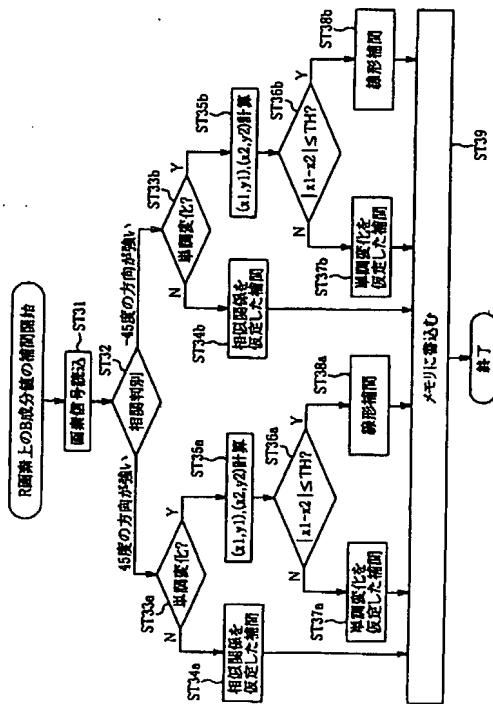 R画素上のB成分値の補間開始
画素信号読込
ST31
相関判別
ST32
45度の方向が強い
-45度の方向が強い
単調変化?
ST33a
Y
N
単調変化?
ST33b
Y
N
ST34a
相似関係を
仮定した補間
ST35a
(x1,y1),(x2,y2)計算
ST34b
相似関係を
仮定した補間
ST35b
(x1,y1),(x2,y2)計算
|x1-x2|≦TH?
ST36a
Y
N
|x1-x2|≦TH?
ST36b
Y
N
ST37a
単調変化を
仮定した補間
ST38a
線形補間
ST37b
単調変化を
仮定した補間
ST38b
線形補間
メモリに書込む
ST39
終了